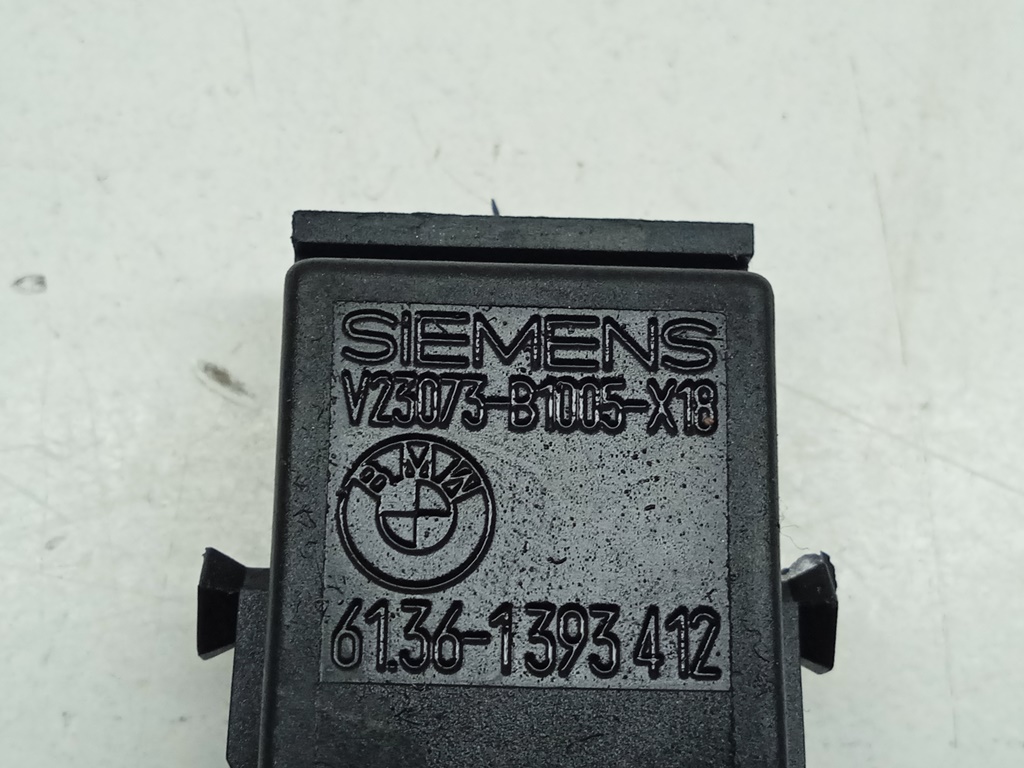 SIEMENS
V23073-B1005-X18
BMW
61.36-1393 412